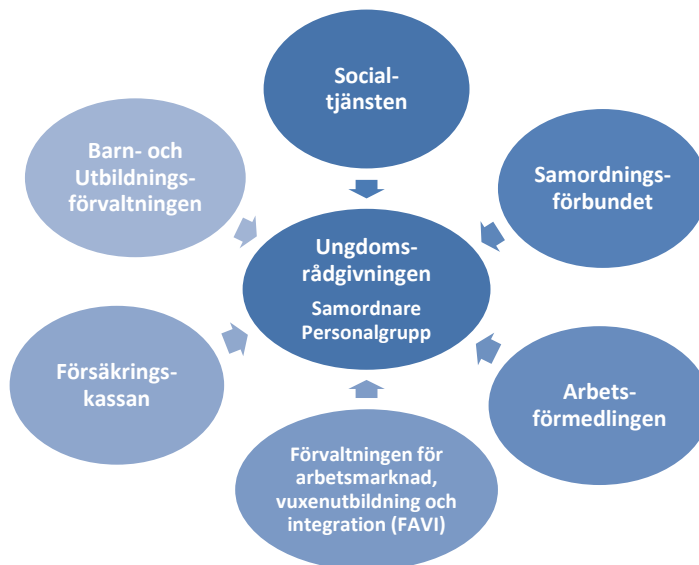 Social-
tjänsten
Barn- och
Utbildnings-
förvaltningen
Samordnings-
förbundet
Ungdoms-
rådgivningen
Samordnare
Personalgrupp
Försäkrings-
kassan
Arbets-
förmedlingen
Förvaltningen för
arbetsmarknad,
vuxenutbildning och
integration (FAVI)